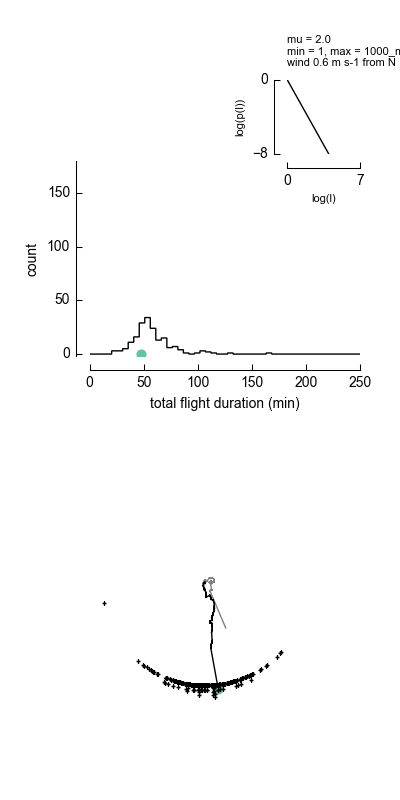 mu = 2.0
min = 1, max = 1000_m
wind 0.6 m s-1 from N
0
−8
log(p(l))
0 7
log(l)
150
100
50
0
count
0 50 100 150 200 250
total flight duration (min)